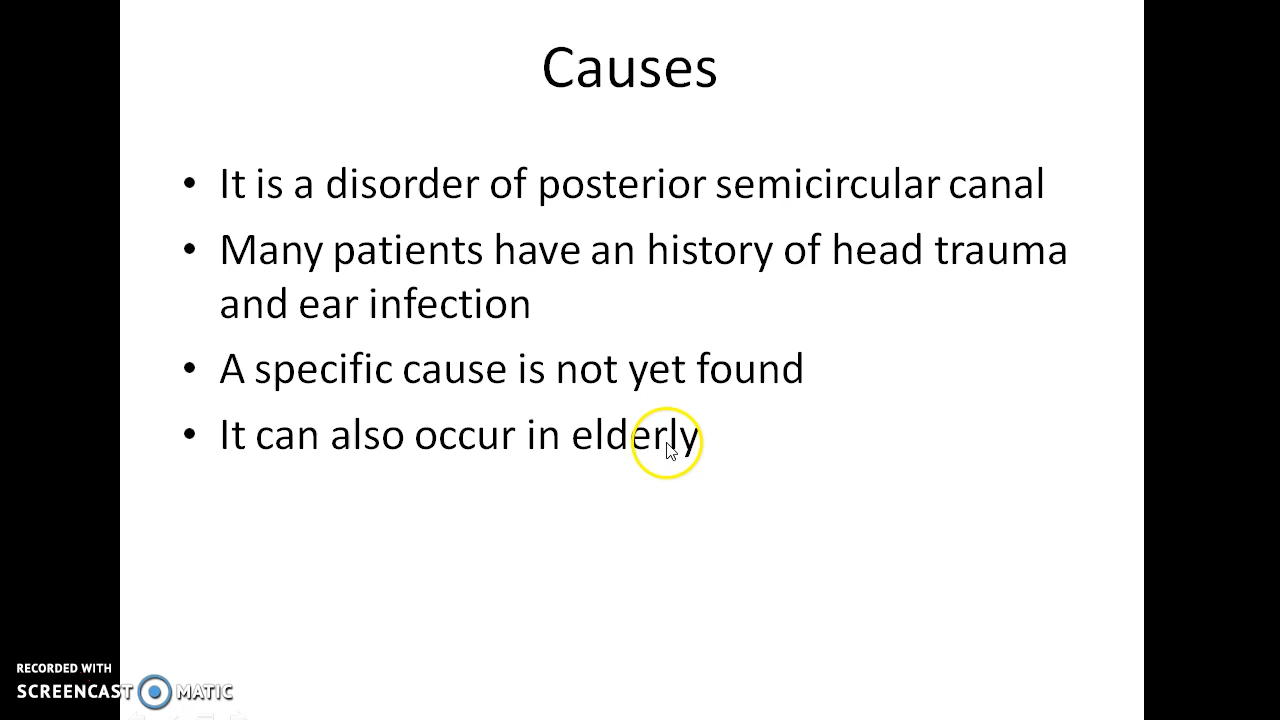 Causes
• It is a disorder of posterior semicircular canal
• Many patients have an history of head trauma
and ear infection
• A specific cause is not yet found
• It can also occur in elderly
RECORDED WITH
SCREENCAST MATIC